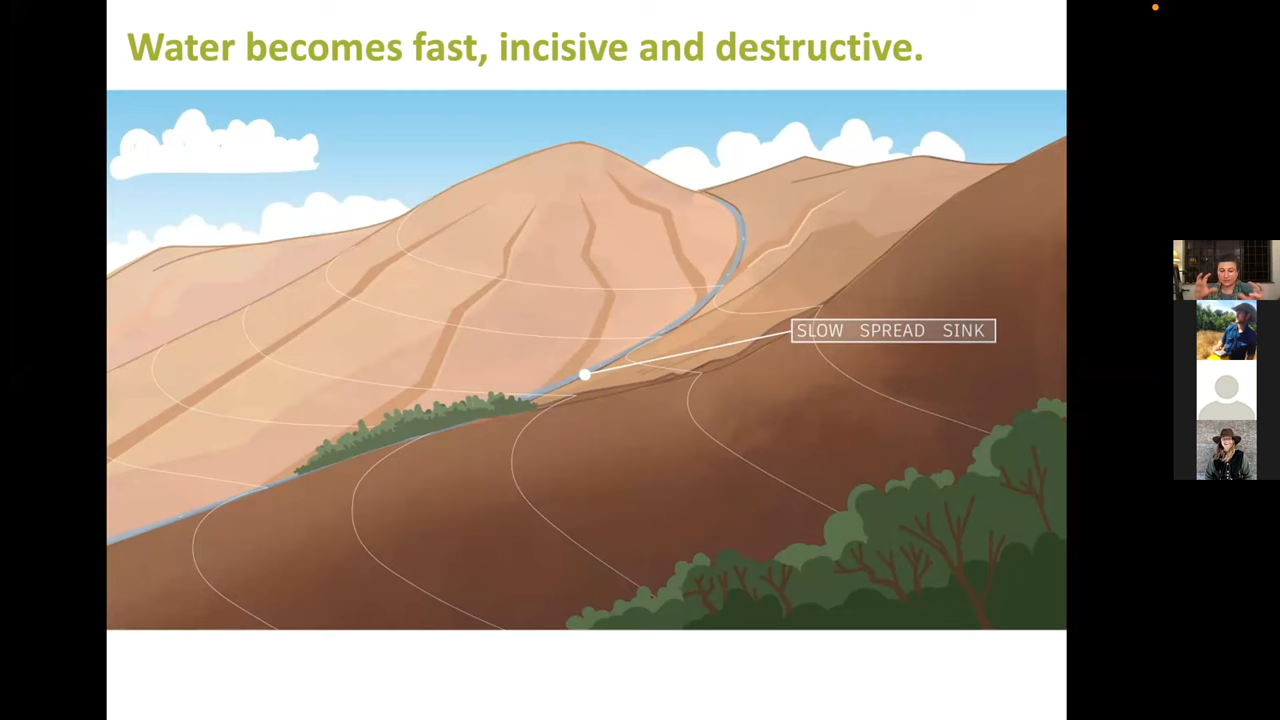 Water becomes fast, incisive and destructive.
SLOW SPREAD SINK